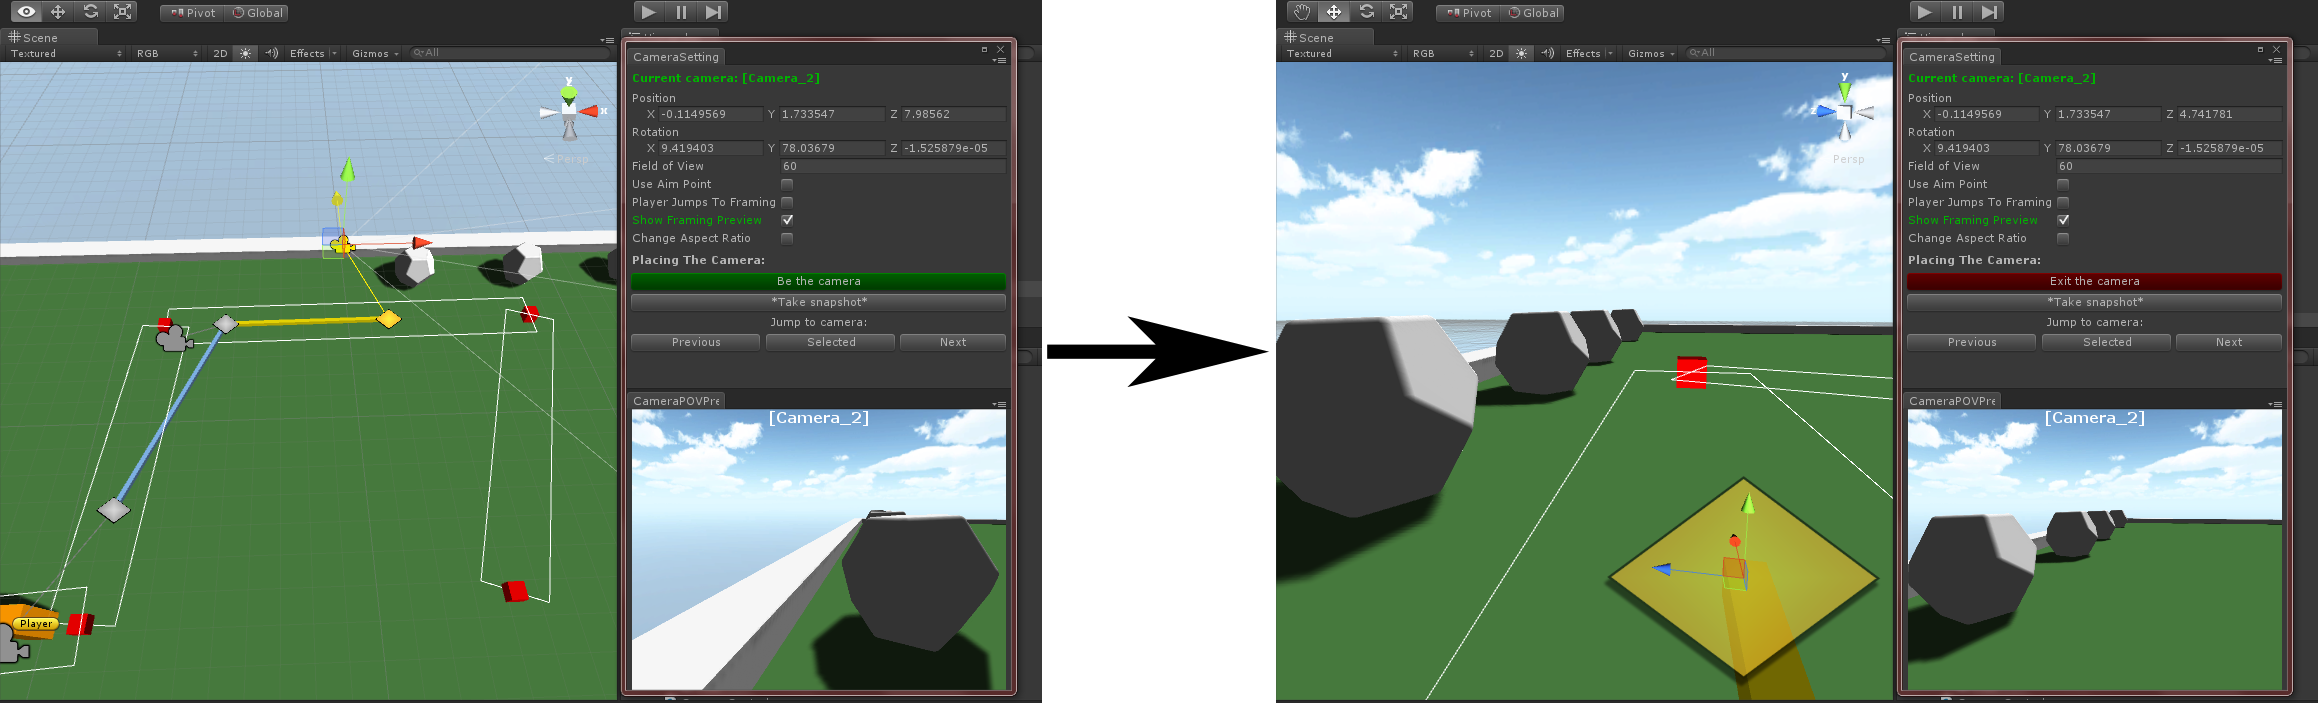 Pivot Global
Scene
Textured RGB 2D Effects Gizmos All
y
x
Persp
Player
CameraSetting
Current camera: [Camera_2]
Position
X -0.1149569 Y 1.733547 Z 7.98562
Rotation
X 9.419403 Y 78.03679 Z -1.525879e-05
Field of View 60
Use Aim Point
Player Jumps To Framing
Show Framing Preview
Change Aspect Ratio
Placing The Camera:
Be the camera
*Take snapshot*
Jump to camera:
Previous Selected Next
CameraPOVPre
[Camera_2]
Pivot Global
Scene
Textured RGB 2D Effects Gizmos All
y
z
Persp
CameraSetting
Current camera: [Camera_2]
Position
X -0.1149569 Y 1.733547 Z 4.741781
Rotation
X 9.419403 Y 78.03679 Z -1.525879e-05
Field of View 60
Use Aim Point
Player Jumps To Framing
Show Framing Preview
Change Aspect Ratio
Placing The Camera:
Exit the camera
*Take snapshot*
Jump to camera:
Previous Selected Next
CameraPOVPre
[Camera_2]